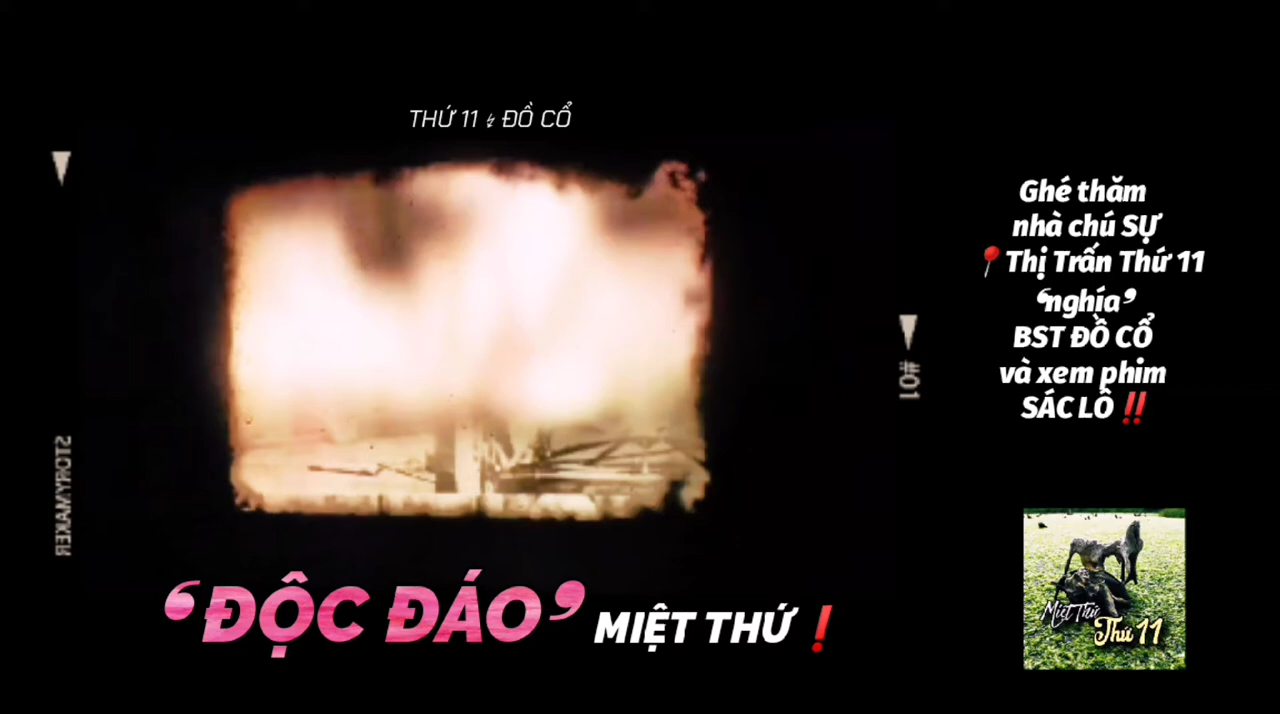 THỨ 11 ĐỒ CỔ
Ghé thăm
nhà chú SỰ
Thị Trấn Thứ 11
‘nghía’
BST ĐỒ CỔ
và xem phim
SÁC LÔ ‼
#01
STORYMAKER
‘ĐỘC ĐÁO’ MIỆT THỨ ❗
Miệt Thứ
Thứ 11